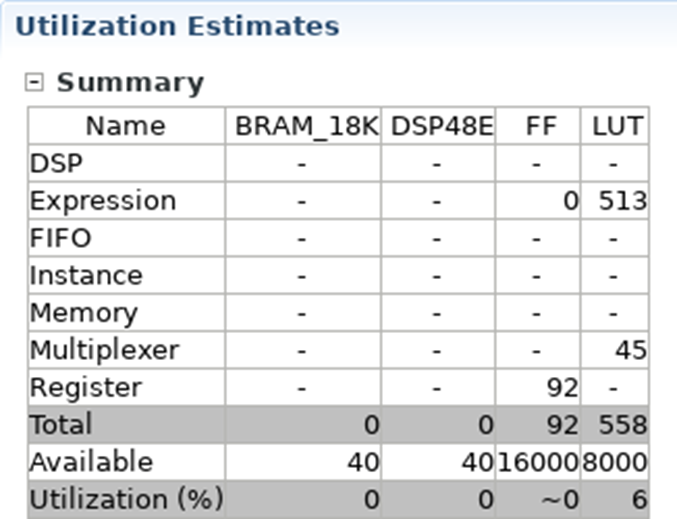 Utilization Estimates
Summary
Name BRAM_18K DSP48E FF LUT
DSP - - - -
Expression - - 0 513
FIFO - - - -
Instance - - - -
Memory - - - -
Multiplexer - - - 45
Register - - 92 -
Total 0 0 92 558
Available 40 40 16000 8000
Utilization (%) 0 0 ~0 6